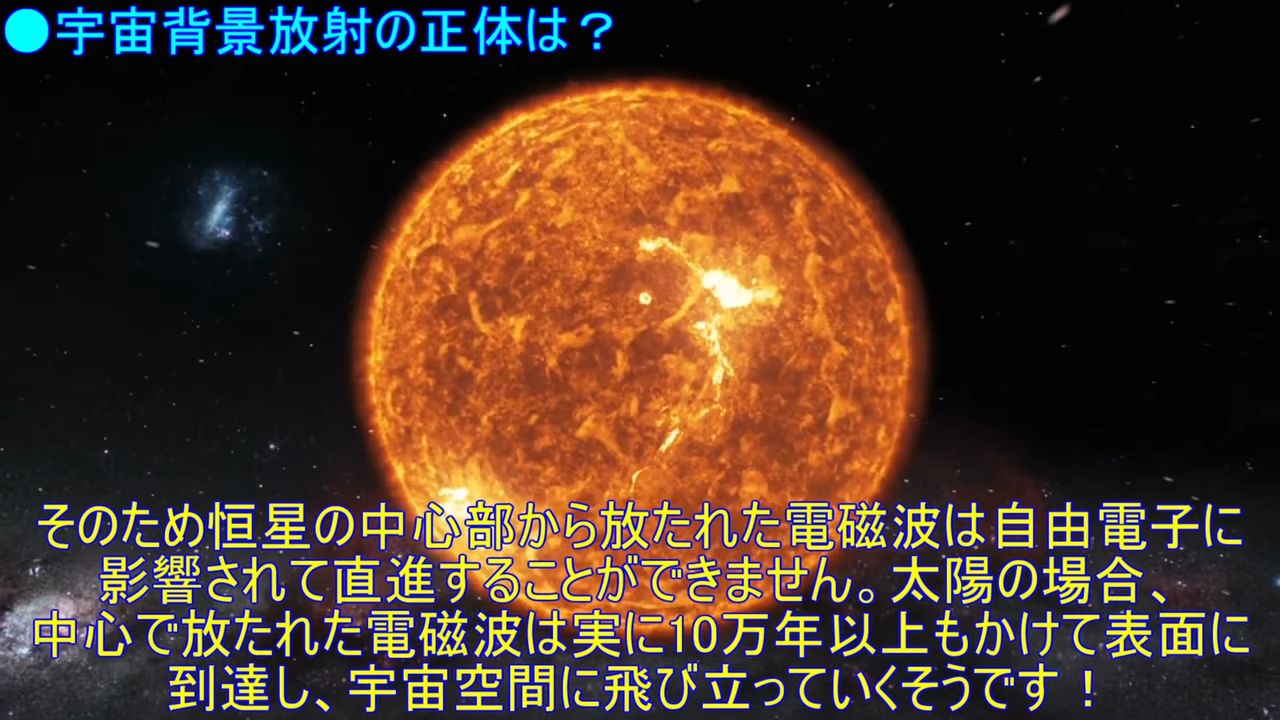 ●宇宙背景放射の正体は？
そのため恒星の中心部から放たれた電磁波は自由電子に
影響されて直進することができません。太陽の場合、
中心で放たれた電磁波は実に10万年以上もかけて表面に
到達し、宇宙空間に飛び立っていくそうです！